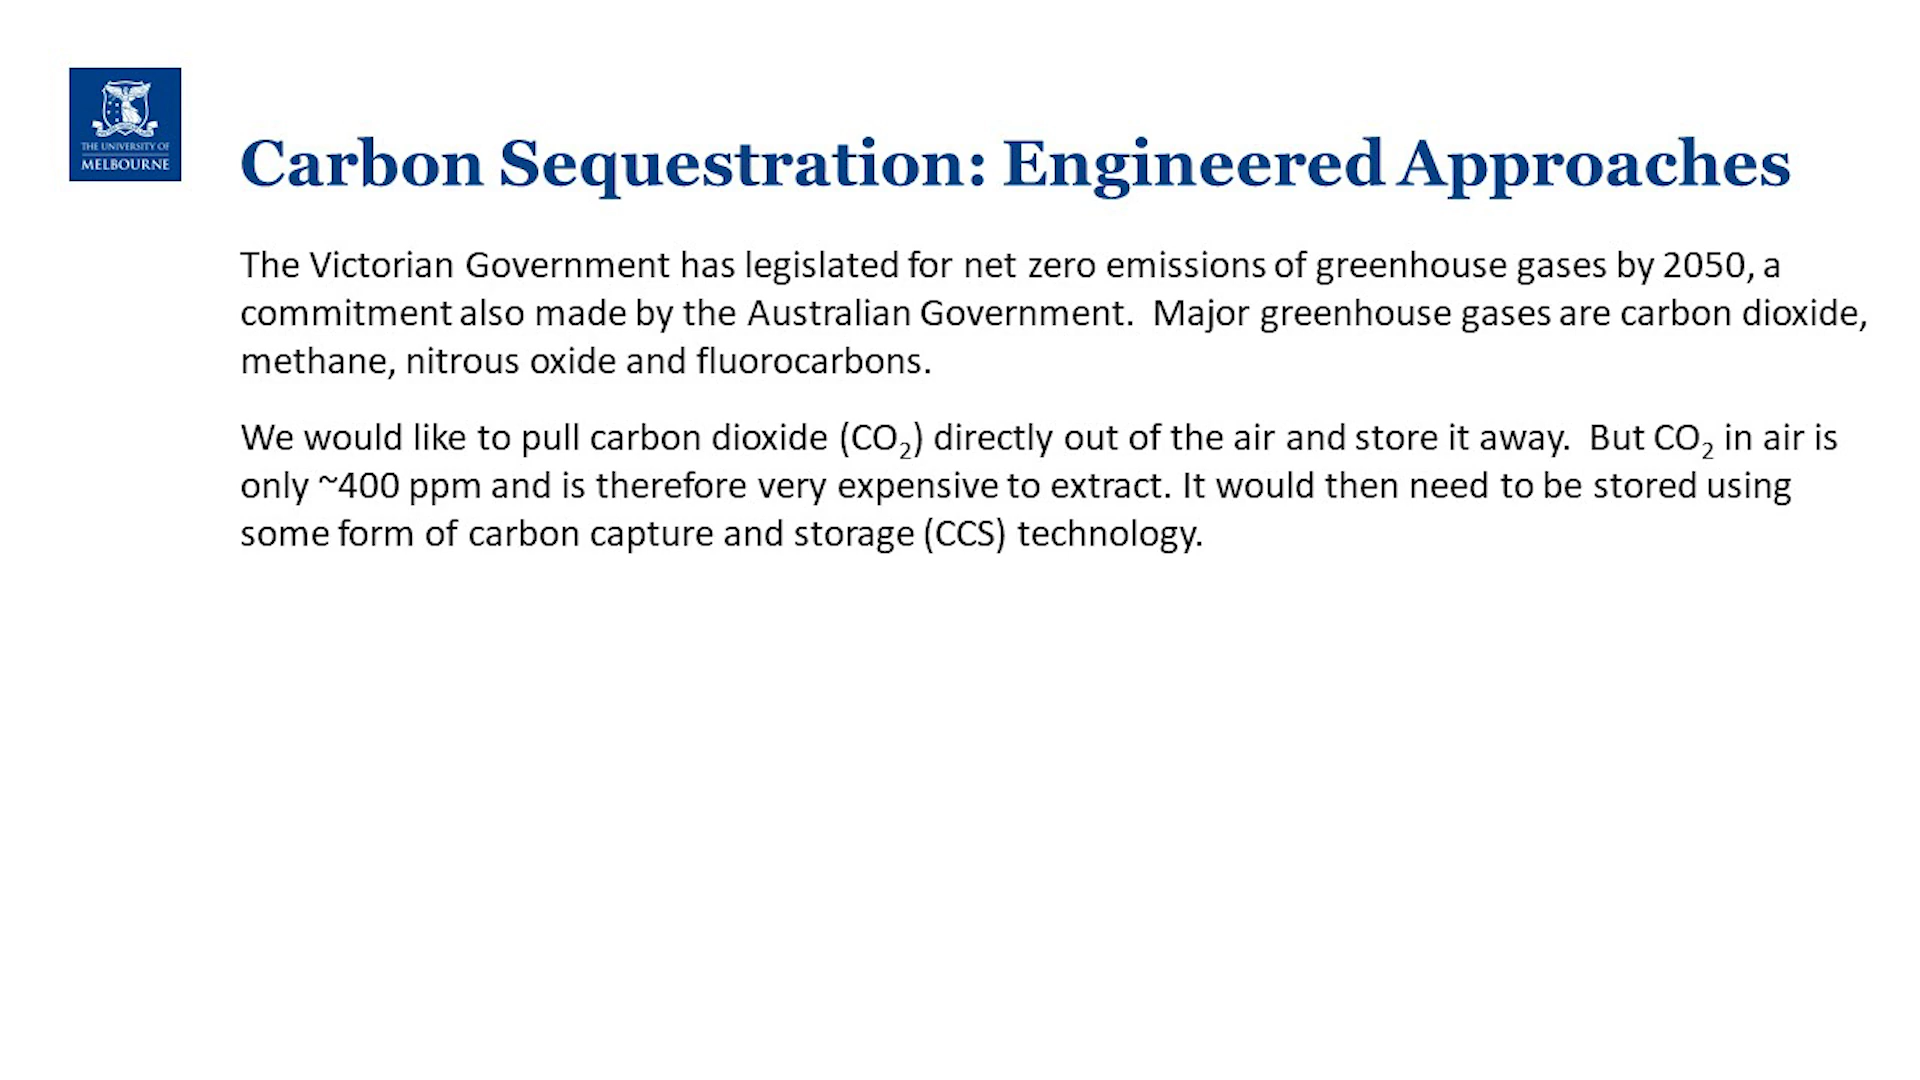 THE UNIVERSITY OF
MELBOURNE
Carbon Sequestration: Engineered Approaches
The Victorian Government has legislated for net zero emissions of greenhouse gases by 2050, a
commitment also made by the Australian Government.  Major greenhouse gases are carbon dioxide,
methane, nitrous oxide and fluorocarbons.
We would like to pull carbon dioxide (CO₂) directly out of the air and store it away.  But CO₂ in air is
only ~400 ppm and is therefore very expensive to extract. It would then need to be stored using
some form of carbon capture and storage (CCS) technology.